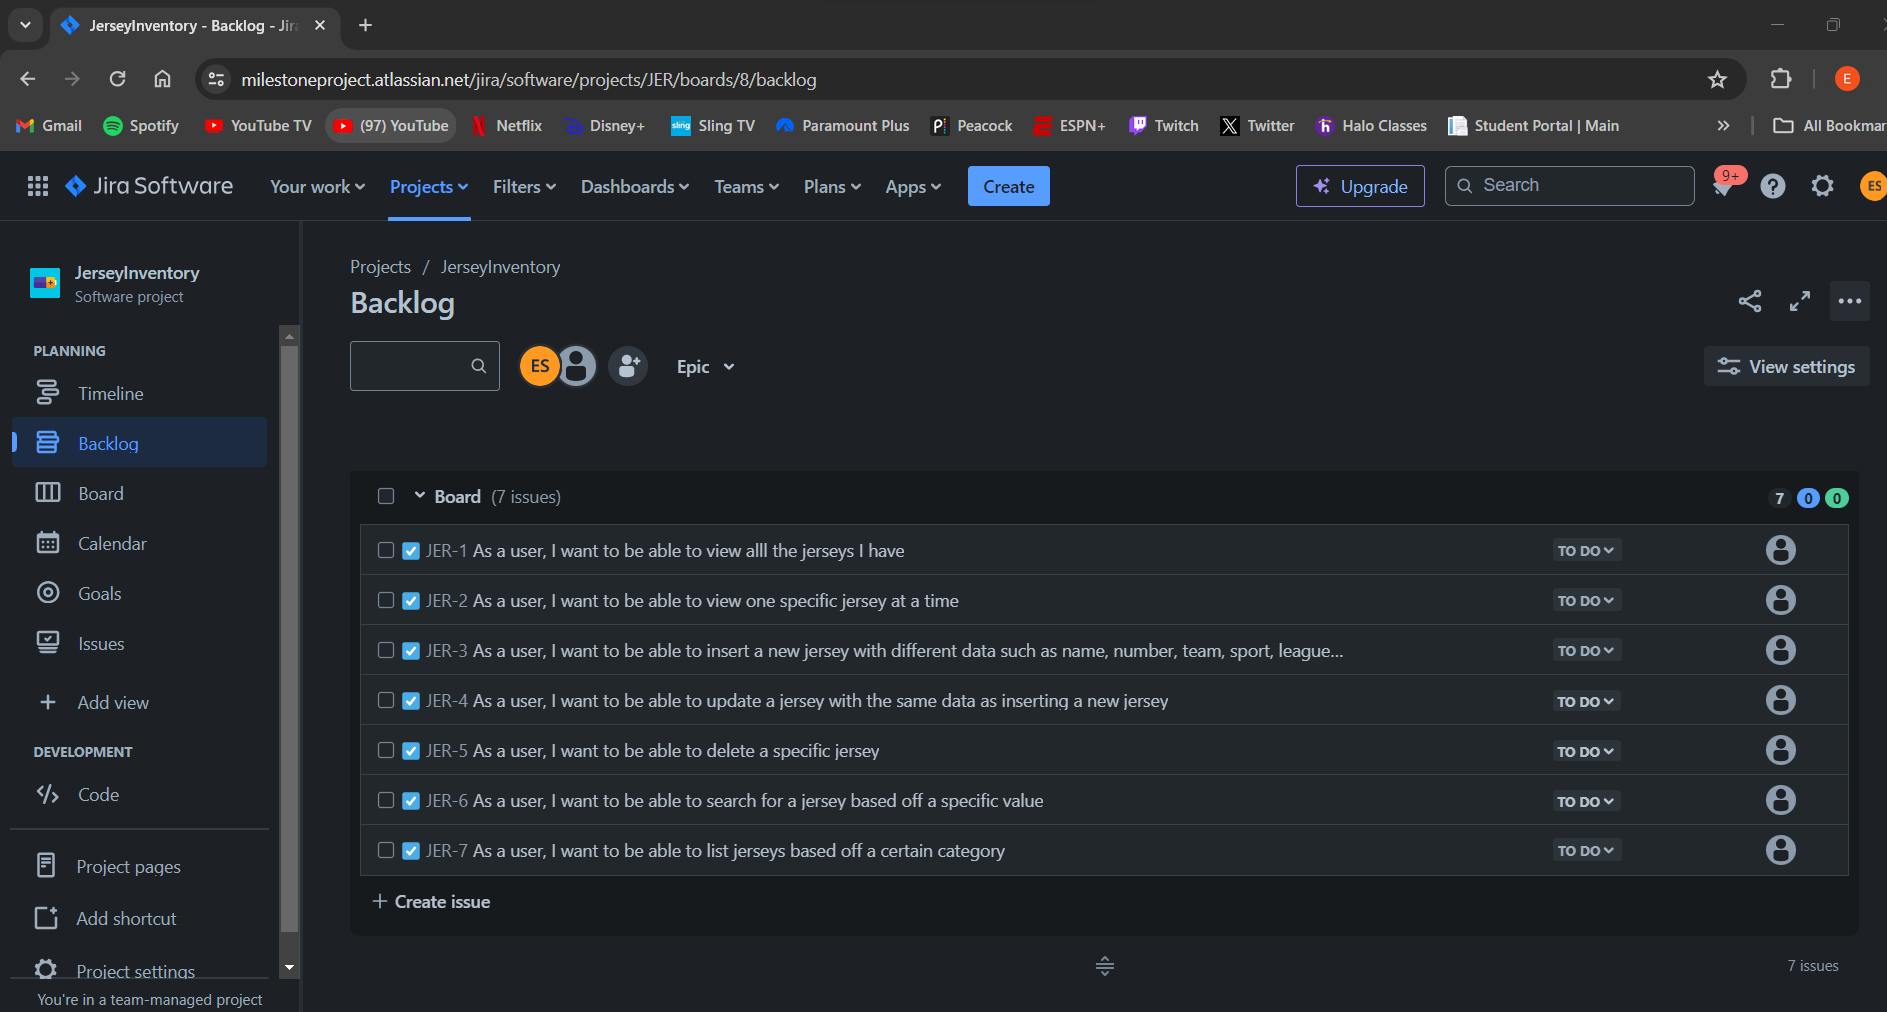 JerseyInventory - Backlog - Jir
milestoneproject.atlassian.net/jira/software/projects/JER/boards/8/backlog
E
Gmail Spotify YouTube TV (97) YouTube Netflix Disney+ sling Sling TV Paramount Plus Peacock ESPN+ Twitch Twitter Halo Classes Student Portal | Main » All Bookmar
Jira Software Your work Projects Filters Dashboards Teams Plans Apps Create Upgrade Search 9+ ES
JerseyInventory
Software project
PLANNING
Timeline
Backlog
Board
Calendar
Goals
Issues
+ Add view
DEVELOPMENT
Code
Project pages
Add shortcut
Project settings
You're in a team-managed project
Projects / JerseyInventory
Backlog
ES Epic View settings
Board (7 issues) 7 0 0
JER-1 As a user, I want to be able to view alll the jerseys I have TO DO
JER-2 As a user, I want to be able to view one specific jersey at a time TO DO
JER-3 As a user, I want to be able to insert a new jersey with different data such as name, number, team, sport, league... TO DO
JER-4 As a user, I want to be able to update a jersey with the same data as inserting a new jersey TO DO
JER-5 As a user, I want to be able to delete a specific jersey TO DO
JER-6 As a user, I want to be able to search for a jersey based off a specific value TO DO
JER-7 As a user, I want to be able to list jerseys based off a certain category TO DO
+ Create issue
7 issues